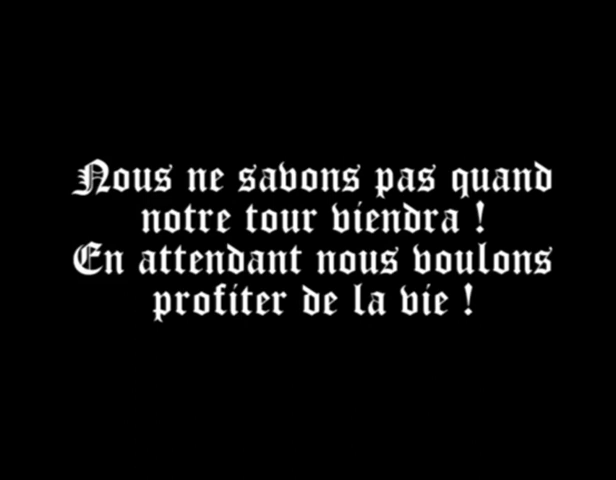 Nous ne savons pas quand
notre tour viendra !
En attendant nous voulons
profiter de la vie !